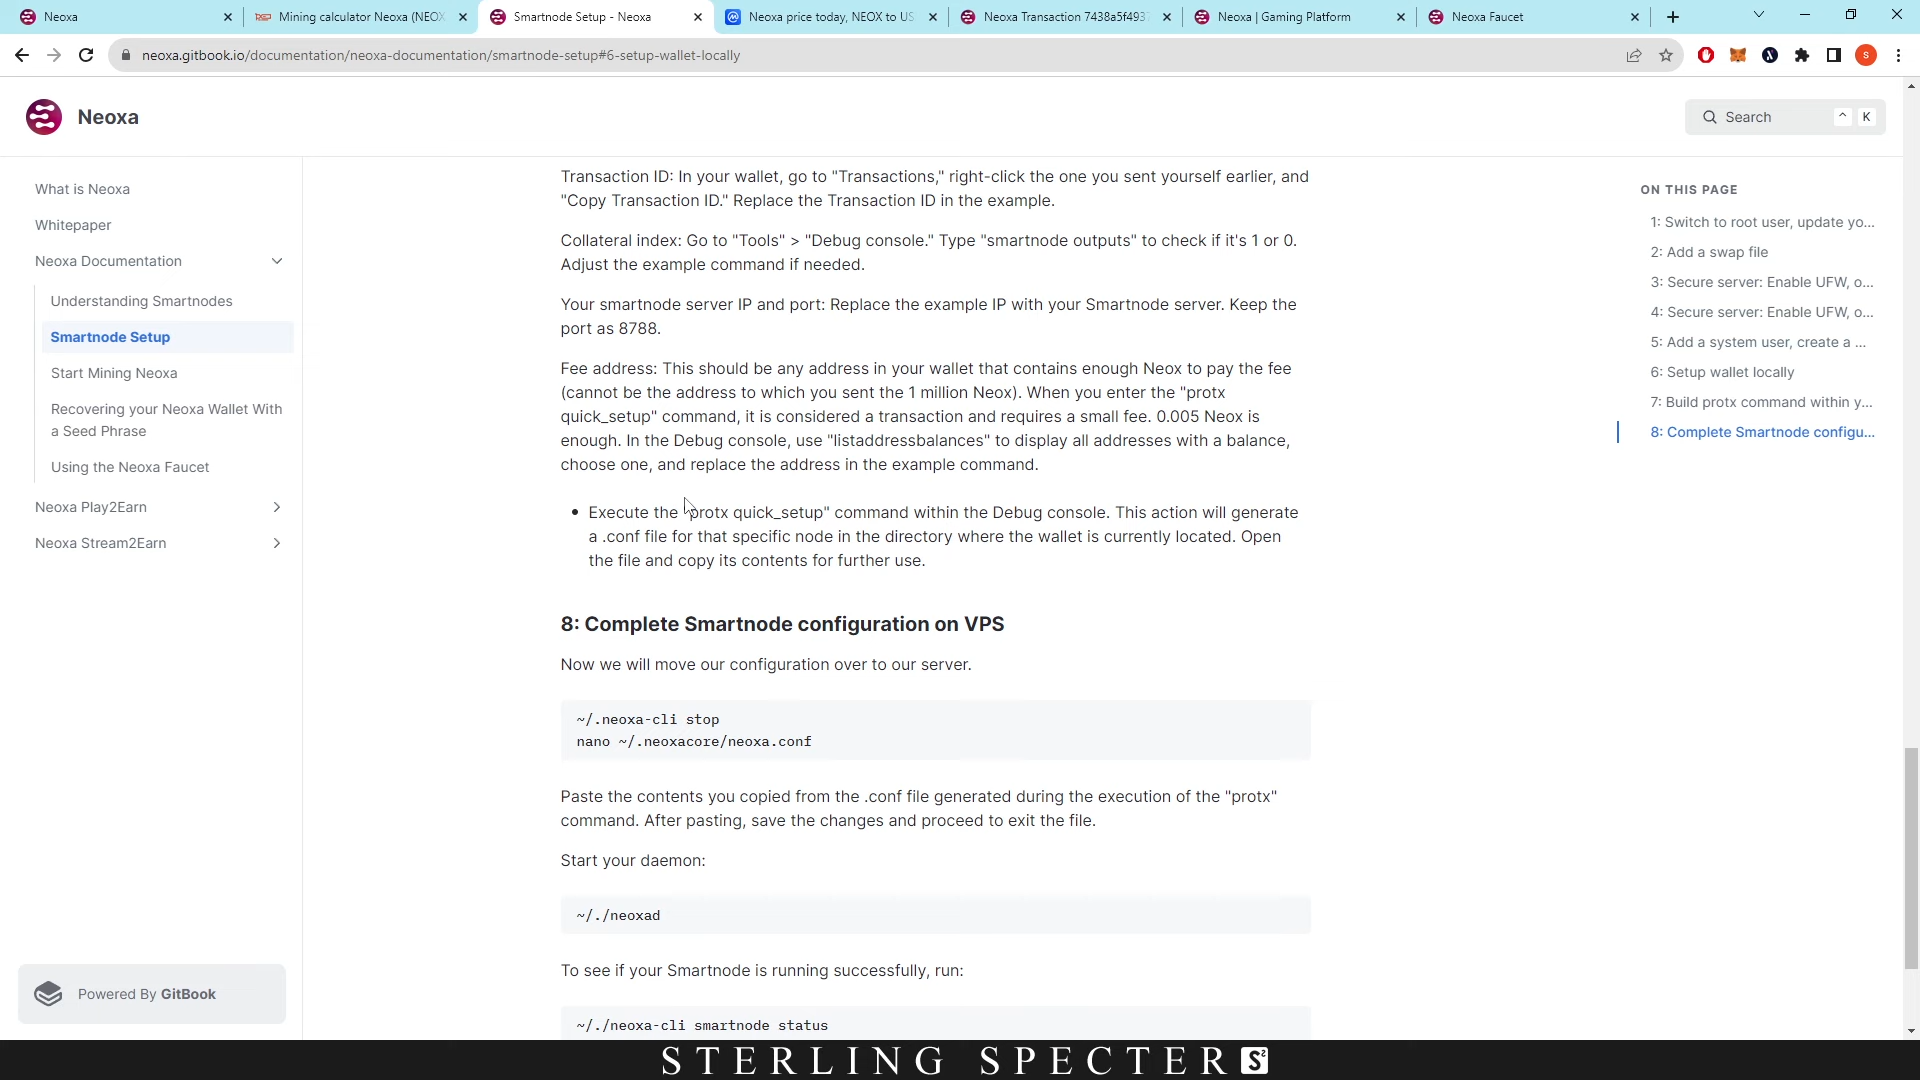 Neoxa
Mining calculator Neoxa (NEOX
Smartnode Setup - Neoxa
Neoxa price today, NEOX to US
Neoxa Transaction 7438a5f4937
Neoxa | Gaming Platform
Neoxa Faucet
neoxa.gitbook.io/documentation/neoxa-documentation/smartnode-setup#6-setup-wallet-locally
S
Neoxa
Search
^ K
What is Neoxa
Whitepaper
Neoxa Documentation
Understanding Smartnodes
Smartnode Setup
Start Mining Neoxa
Recovering your Neoxa Wallet With
a Seed Phrase
Using the Neoxa Faucet
Neoxa Play2Earn
Neoxa Stream2Earn
Powered By GitBook
Transaction ID: In your wallet, go to "Transactions," right-click the one you sent yourself earlier, and
"Copy Transaction ID." Replace the Transaction ID in the example.
Collateral index: Go to "Tools" > "Debug console." Type "smartnode outputs" to check if it's 1 or 0.
Adjust the example command if needed.
Your smartnode server IP and port: Replace the example IP with your Smartnode server. Keep the
port as 8788.
Fee address: This should be any address in your wallet that contains enough Neox to pay the fee
(cannot be the address to which you sent the 1 million Neox). When you enter the "protx
quick_setup" command, it is considered a transaction and requires a small fee. 0.005 Neox is
enough. In the Debug console, use "listaddressbalances" to display all addresses with a balance,
choose one, and replace the address in the example command.
• Execute the "protx quick_setup" command within the Debug console. This action will generate
a .conf file for that specific node in the directory where the wallet is currently located. Open
the file and copy its contents for further use.
8: Complete Smartnode configuration on VPS
Now we will move our configuration over to our server.
~/.neoxa-cli stop
nano ~/.neoxacore/neoxa.conf
Paste the contents you copied from the .conf file generated during the execution of the "protx"
command. After pasting, save the changes and proceed to exit the file.
Start your daemon:
~/./neoxad
To see if your Smartnode is running successfully, run:
~/./neoxa-cli smartnode status
ON THIS PAGE
1: Switch to root user, update yo...
2: Add a swap file
3: Secure server: Enable UFW, o...
4: Secure server: Enable UFW, o...
5: Add a system user, create a ...
6: Setup wallet locally
7: Build protx command within y...
8: Complete Smartnode configu...
STERLING SPECTER S²